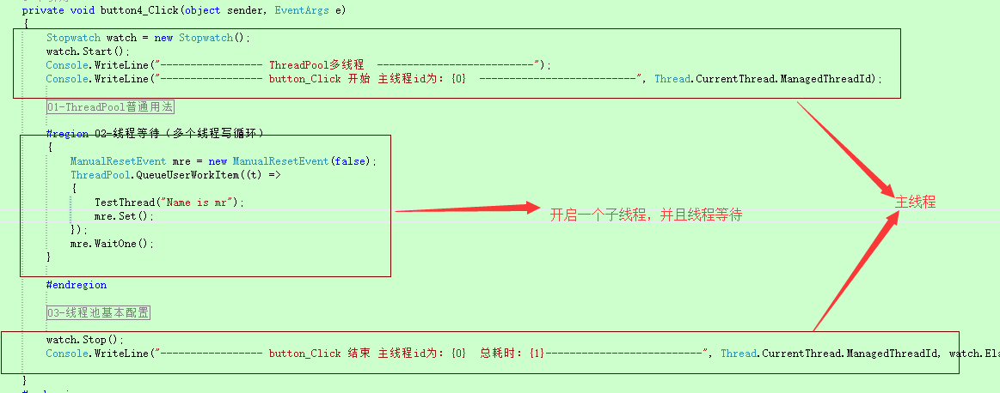 private void button4_Click(object sender, EventArgs e)
{
Stopwatch watch = new Stopwatch();
watch.Start();
Console.WriteLine("----------------- ThreadPool多线程 --------------------------");
Console.WriteLine("----------------- button_Click 开始 主线程id为：{0} --------------------------", Thread.CurrentThread.ManagedThreadId);
01-ThreadPool普通用法
#region 02-线程等待（多个线程写循环）
{
ManualResetEvent mre = new ManualResetEvent(false);
ThreadPool.QueueUserWorkItem((t) =>
{
TestThread("Name is mr");
mre.Set();
});
mre.WaitOne();
}
开启一个子线程，并且线程等待
主线程
#endregion
03-线程池基本配置
watch.Stop();
Console.WriteLine("----------------- button_Click 结束 主线程id为：{0} 总耗时：{1}--------------------------", Thread.CurrentThread.ManagedThreadId, watch.Ela
}